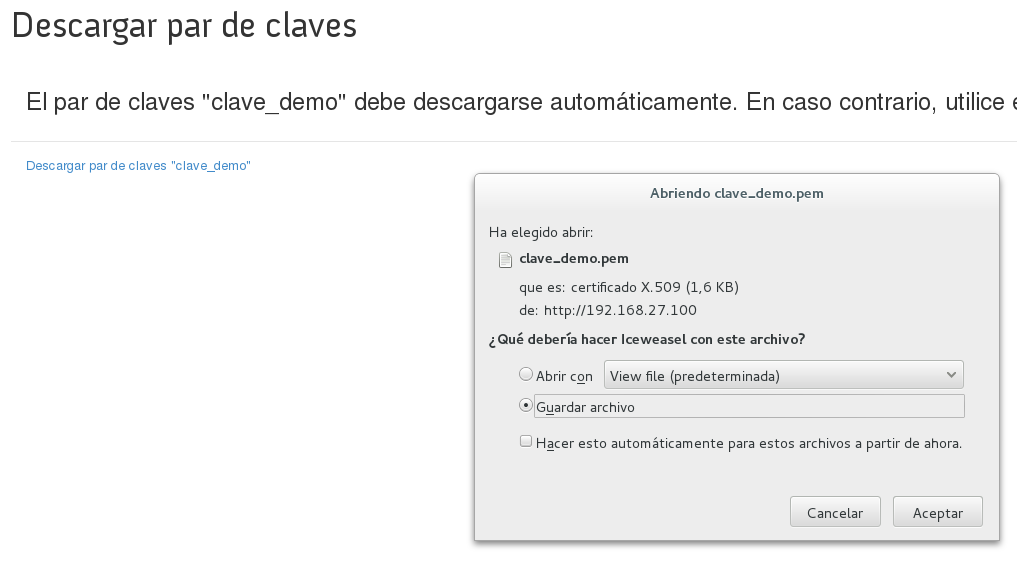 Descargar par de claves
El par de claves "clave_demo" debe descargarse automáticamente. En caso contrario, utilice
Descargar par de claves "clave_demo"
Abriendo clave_demo.pem
Ha elegido abrir:
clave_demo.pem
que es: certificado X.509 (1,6 KB)
de: http://192.168.27.100
¿Qué debería hacer Iceweasel con este archivo?
Abrir con View file (predeterminada)
Guardar archivo
Hacer esto automáticamente para estos archivos a partir de ahora.
Cancelar Aceptar